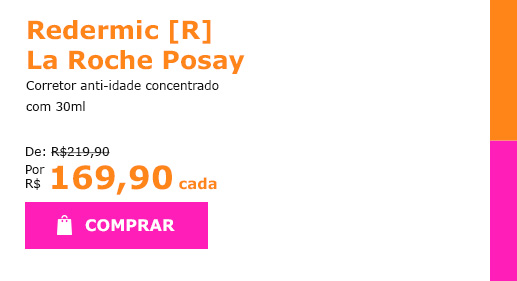 Redermic [R]
La Roche Posay
Corretor anti-idade concentrado
com 30ml
De: R$219,90
Por
R$ 169,90 cada
COMPRAR